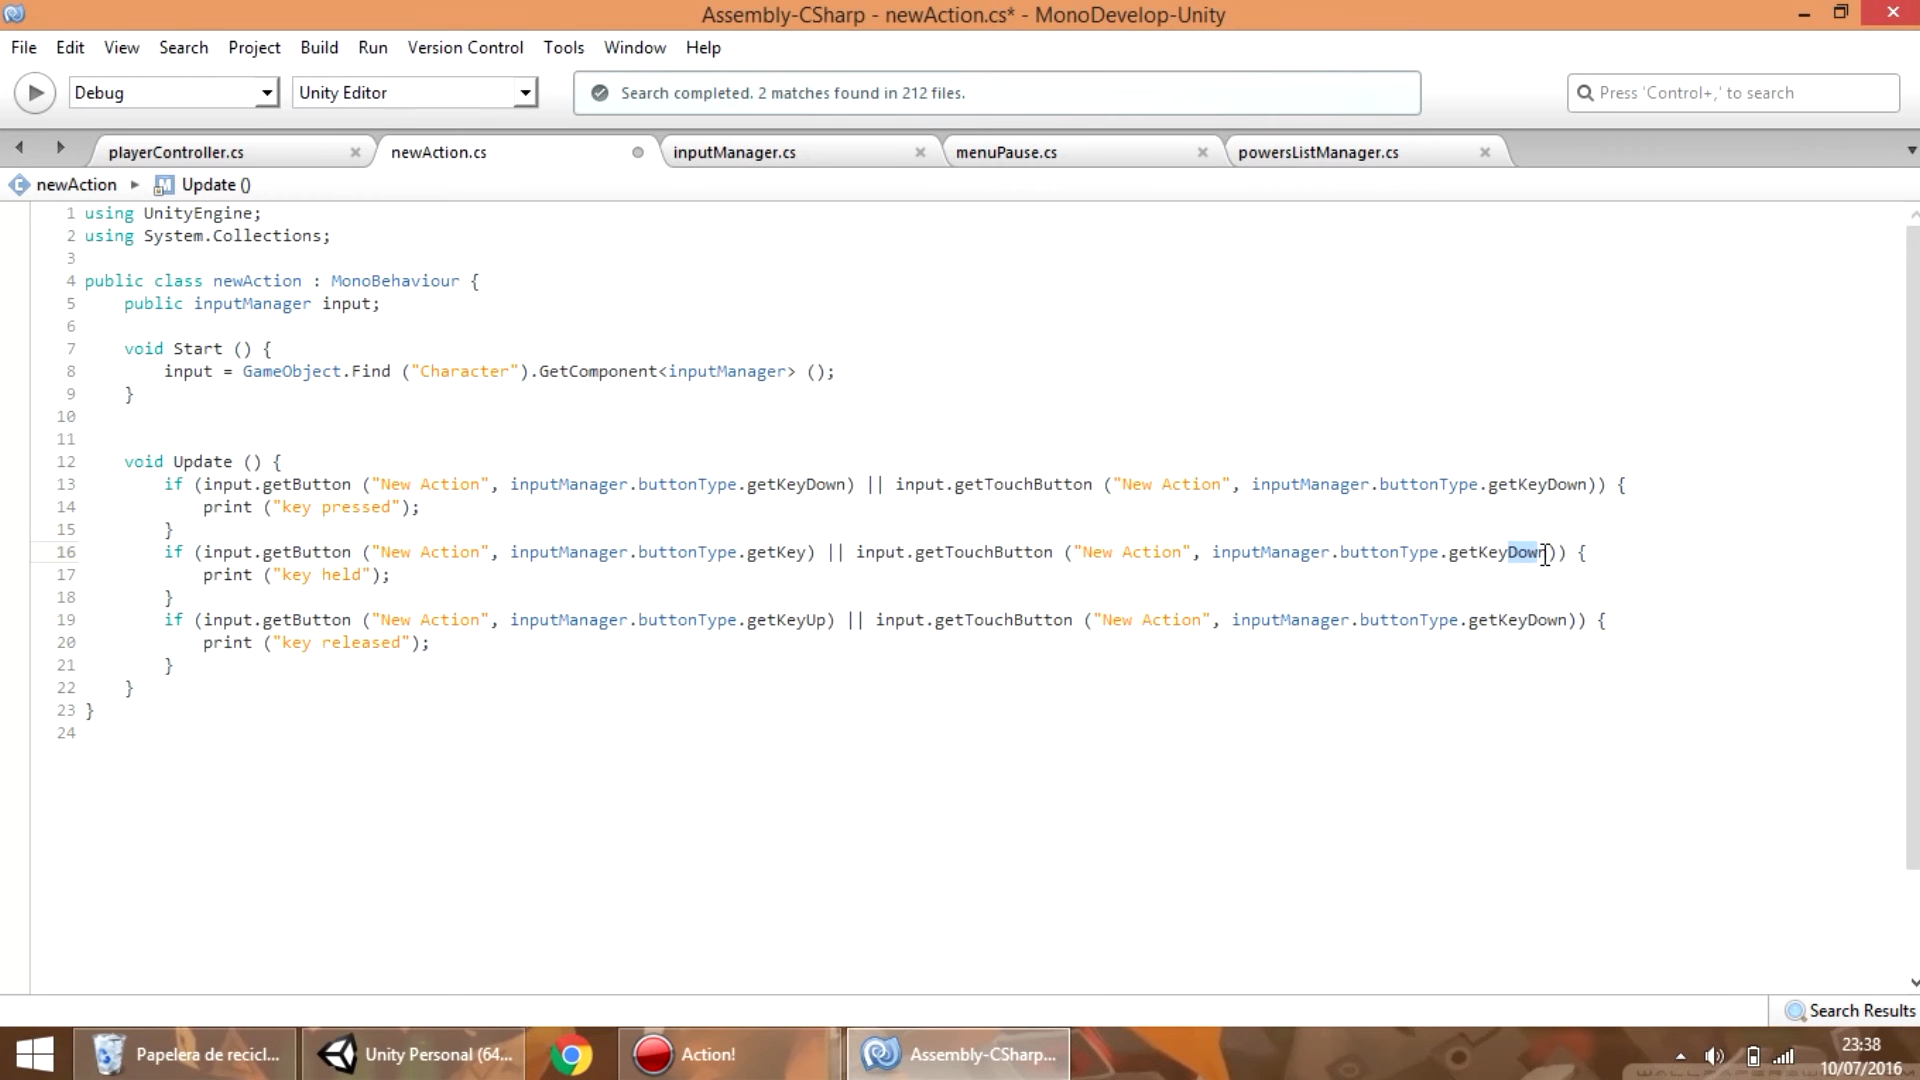 Assembly-CSharp - newAction.cs* - MonoDevelop-Unity
File Edit View Search Project Build Run Version Control Tools Window Help
Debug Unity Editor Search completed. 2 matches found in 212 files. Press 'Control+,' to search
playerController.cs newAction.cs inputManager.cs menuPause.cs powersListManager.cs
newAction Update ()
1 using UnityEngine;
2 using System.Collections;
3
4 public class newAction : MonoBehaviour {
5 public inputManager input;
6
7 void Start () {
8 input = GameObject.Find ("Character").GetComponent<inputManager> ();
9 }
10
11
12 void Update () {
13 if (input.getButton ("New Action", inputManager.buttonType.getKeyDown) || input.getTouchButton ("New Action", inputManager.buttonType.getKeyDown)) {
14 print ("key pressed");
15 }
16 if (input.getButton ("New Action", inputManager.buttonType.getKey) || input.getTouchButton ("New Action", inputManager.buttonType.getKeyDown)) {
17 print ("key held");
18 }
19 if (input.getButton ("New Action", inputManager.buttonType.getKeyUp) || input.getTouchButton ("New Action", inputManager.buttonType.getKeyDown)) {
20 print ("key released");
21 }
22 }
23 }
24
Search Results
Papelera de recicl... Unity Personal (64... Action! Assembly-CSharp... 23:38
10/07/2016